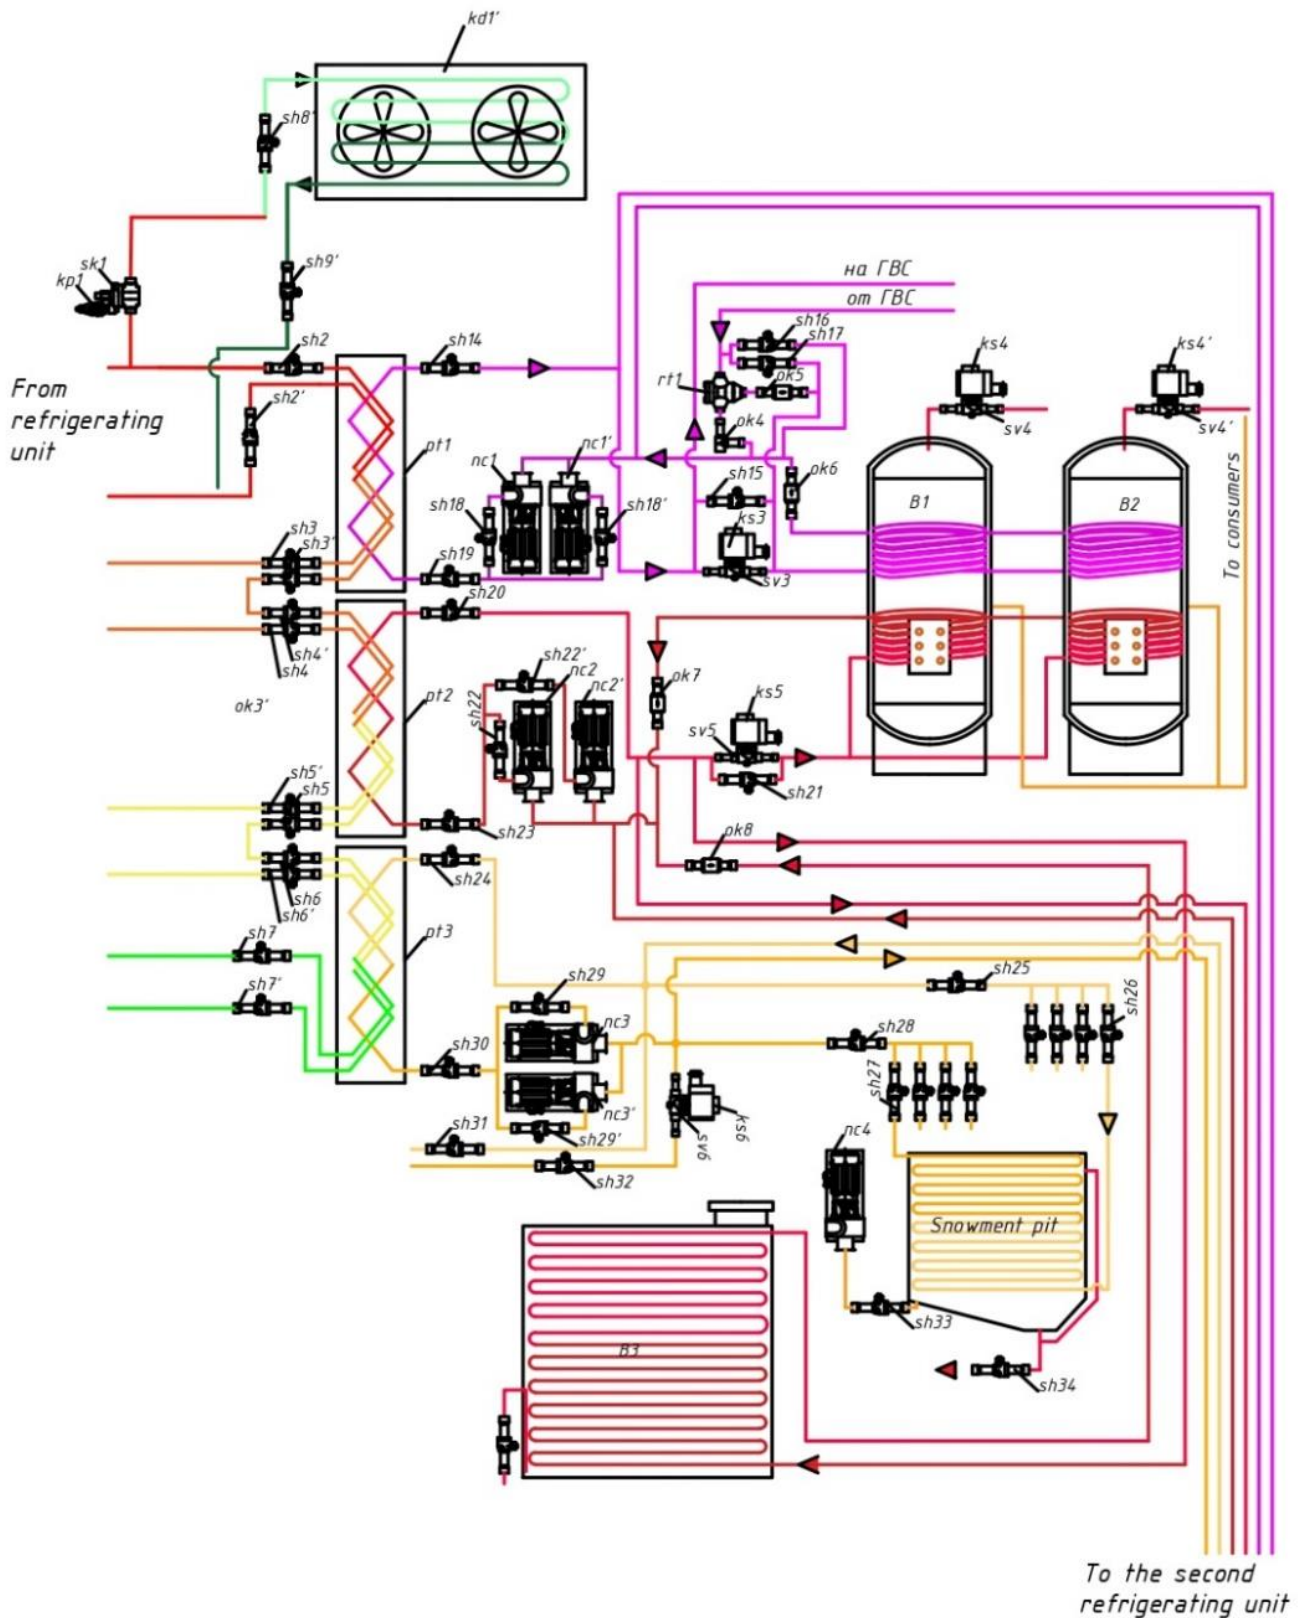 kd1'
sh8'
sk1
kp1
sh9'
на ГВС
от ГВС
sh2
sh14
sh16
sh17
ks4
ks4'
From
refrigerating
unit
sh2'
rt1
ok5
sv4
sv4'
ok4
pt1
nc1
nc1'
sh15
ok6
B1
B2
To consumers
sh18
sh18'
ks3
sh3
sh3'
sh19
sv3
sh20
sh4'
sh4
ok3'
pt2
sh22'
nc2
nc2'
sh22
ok7
ks5
sv5
sh21
sh5'
sh5
sh23
ok8
sh24
sh6
sh6'
sh7
pt3
sh7'
sh29
sh25
sh26
nc3
sh28
sh30
sh27
nc3'
sh31
sh29'
sv6
ks6
nc4
sh32
Snowment pit
sh33
B3
sh34
To the second
refrigerating unit